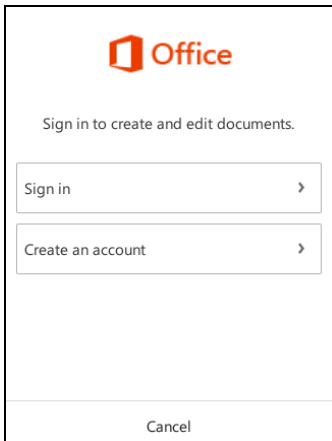 Office
Sign in to create and edit documents.
Sign in
Create an account
Cancel